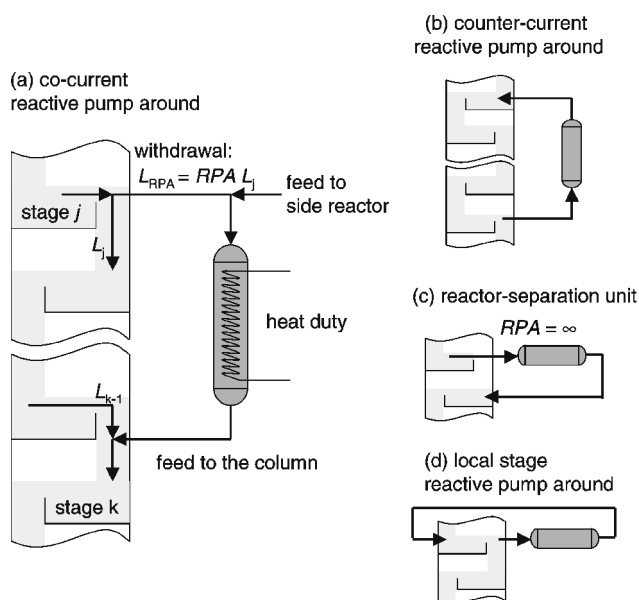 (a) co-current
reactive pump around
withdrawal:
L_RPA = RPA L_j
feed to
side reactor
stage j
L_j
heat duty
L_k-1
feed to the column
stage k
(b) counter-current
reactive pump around
(c) reactor-separation unit
RPA = ∞
(d) local stage
reactive pump around